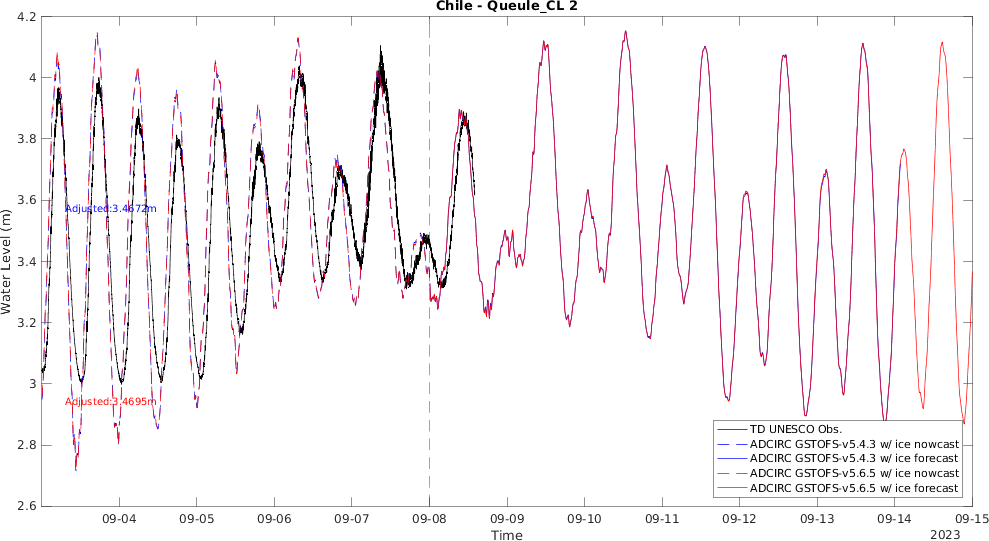 Chile - Queule_CL 2
4.2
4
3.8
3.6
3.4
3.2
3
2.8
2.6
Water Level (m)
Adjusted:3.4672m
Adjusted:3.4695m
TD UNESCO Obs.
ADCIRC GSTOFS-v5.4.3 w/ ice nowcast
ADCIRC GSTOFS-v5.4.3 w/ ice forecast
ADCIRC GSTOFS-v5.6.5 w/ ice nowcast
ADCIRC GSTOFS-v5.6.5 w/ ice forecast
09-04 09-05 09-06 09-07 09-08 09-09 09-10 09-11 09-12 09-13 09-14 09-15
Time
2023